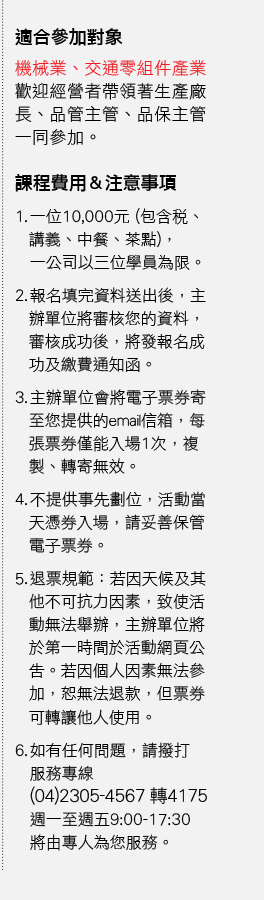 適合參加對象
機械業、交通零組件產業
歡迎經營者帶領著生產廠
長、品管主管、品保主管
一同參加。
課程費用＆注意事項
1.一位10,000元 (包含稅、
講義、中餐、茶點)，
一公司以三位學員為限。
2.報名填完資料送出後，主
辦單位將審核您的資料，
審核成功後，將發報名成
功及繳費通知函。
3.主辦單位會將電子票券寄
至您提供的email信箱，每
張票券僅能入場1次，複
製、轉寄無效。
4.不提供事先劃位，活動當
天憑券入場，請妥善保管
電子票券。
5.退票規範：若因天候及其
他不可抗力因素，致使活
動無法舉辦，主辦單位將
於第一時間於活動網頁公
告。若因個人因素無法參
加，恕無法退款，但票券
可轉讓他人使用。
6.如有任何問題，請撥打
服務專線
(04)2305-4567 轉4175
週一至週五9:00-17:30
將由專人為您服務。